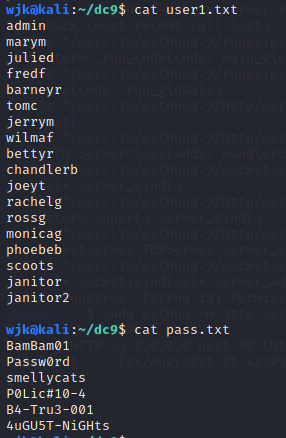 wjk@kali:~/dc9$ cat user1.txt
admin
marym
julied
fredf
barneyr
tomc
jerrym
wilmaf
bettyr
chandlerb
joeyt
rachelg
rossg
monicag
phoebeb
scoots
janitor
janitor2
wjk@kali:~/dc9$ cat pass.txt
BamBam01
Passw0rd
smellycats
P0Lic#10-4
B4-Tru3-001
4uGU5T-NiGHts